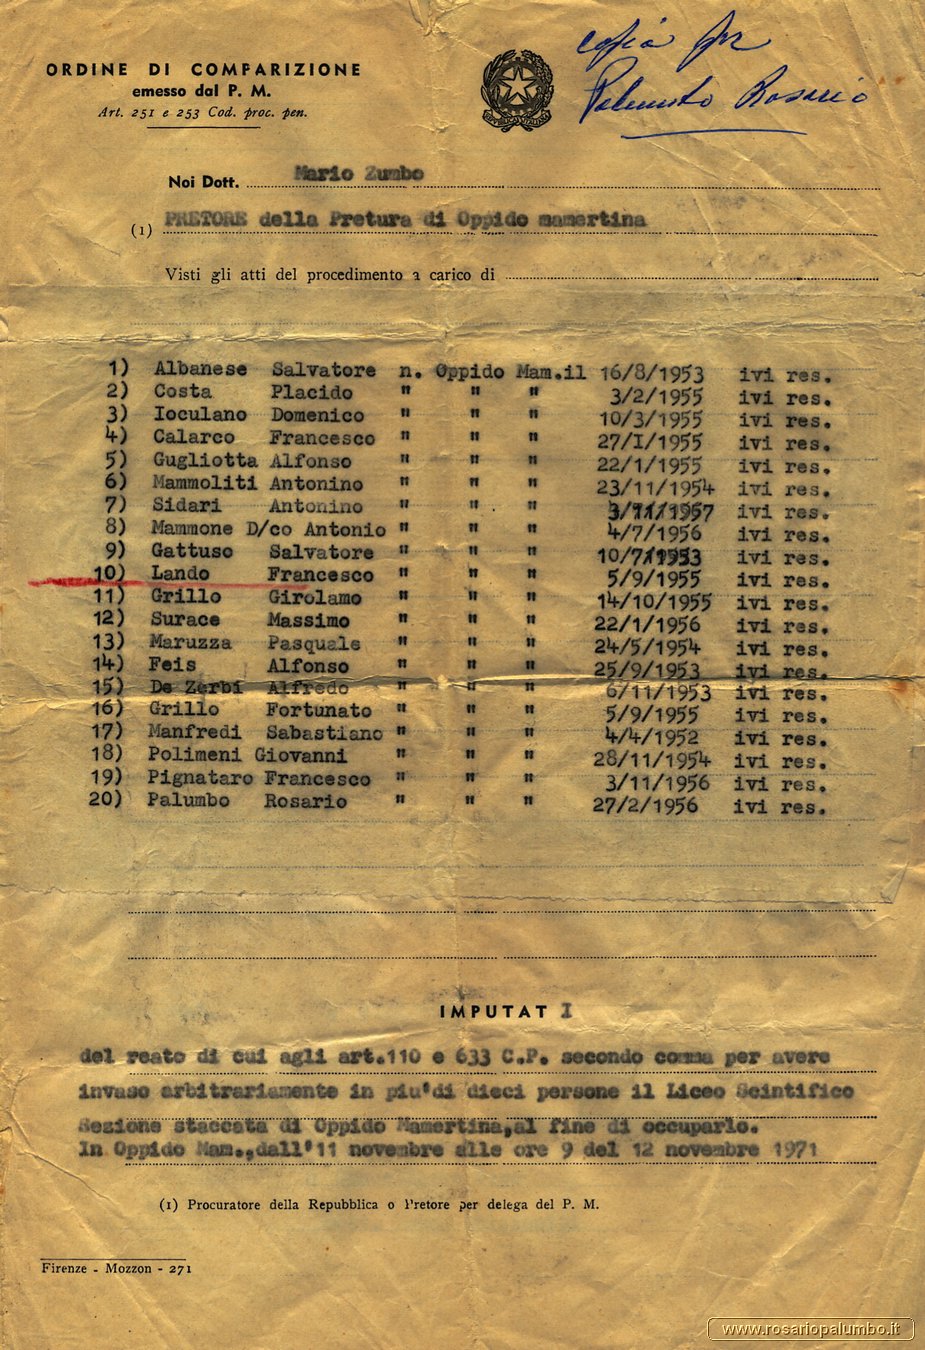 copia per
Palumbo Rosario
ORDINE DI COMPARIZIONE
emesso dal P. M.
Art. 251 e 253 Cod. proc. pen.
REPUBBLICA ITALIANA
Noi Dott. Mario Zumbo
(1) PRETORE della Pretura di Oppido mamertina
Visti gli atti del procedimento a carico di
1) Albanese Salvatore n. Oppido Mam.il 16/8/1953 ivi res.
2) Costa Placido " " " 3/2/1955 ivi res.
3) Ioculano Domenico " " " 10/3/1955 ivi res.
4) Calarco Francesco " " " 27/I/1955 ivi res.
5) Gugliotta Alfonso " " " 22/1/1955 ivi res.
6) Mammoliti Antonino " " " 23/11/1954 ivi res.
7) Sidari Antonino " " " 3/11/1957 ivi res.
8) Mammone D/co Antonio " " " 4/7/1956 ivi res.
9) Gattuso Salvatore " " " 10/7/1953 ivi res.
10) Lando Francesco " " " 5/9/1955 ivi res.
11) Grillo Girolamo " " " 14/10/1955 ivi res.
12) Surace Massimo " " " 22/1/1956 ivi res.
13) Maruzza Pasquale " " " 24/5/1954 ivi res.
14) Feis Alfonso " " " 25/9/1953 ivi res.
15) De Zerbi Alfredo " " " 6/11/1953 ivi res.
16) Grillo Fortunato " " " 5/9/1955 ivi res.
17) Manfredi Sabastiano " " " 4/4/1952 ivi res.
18) Polimeni Giovanni " " " 28/11/1954 ivi res.
19) Pignataro Francesco " " " 3/11/1956 ivi res.
20) Palumbo Rosario " " " 27/2/1956 ivi res.
IMPUTATI
del reato di cui agli art.110 e 633 C.P. secondo comma per avere
invaso arbitrariamente in piu'di dieci persone il Liceo Scintifico
Sezione staccata di Oppido Mamertina,al fine di occuparlo.
In Oppido Mam.,dall'11 novembre alle ore 9 del 12 novembre 1971
(1) Procuratore della Repubblica o Pretore per delega del P. M.
Firenze - Mozzon - 271
www.rosariopalumbo.it